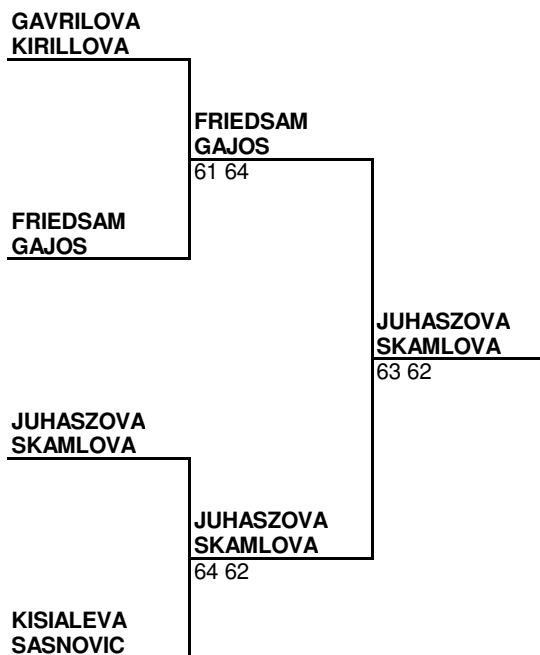 GAVRILOVA
KIRILLOVA
FRIEDSAM
GAJOS
61 64
FRIEDSAM
GAJOS
JUHASZOVA
SKAMLOVA
63 62
JUHASZOVA
SKAMLOVA
JUHASZOVA
SKAMLOVA
64 62
KISIALEVA
SASNOVIC